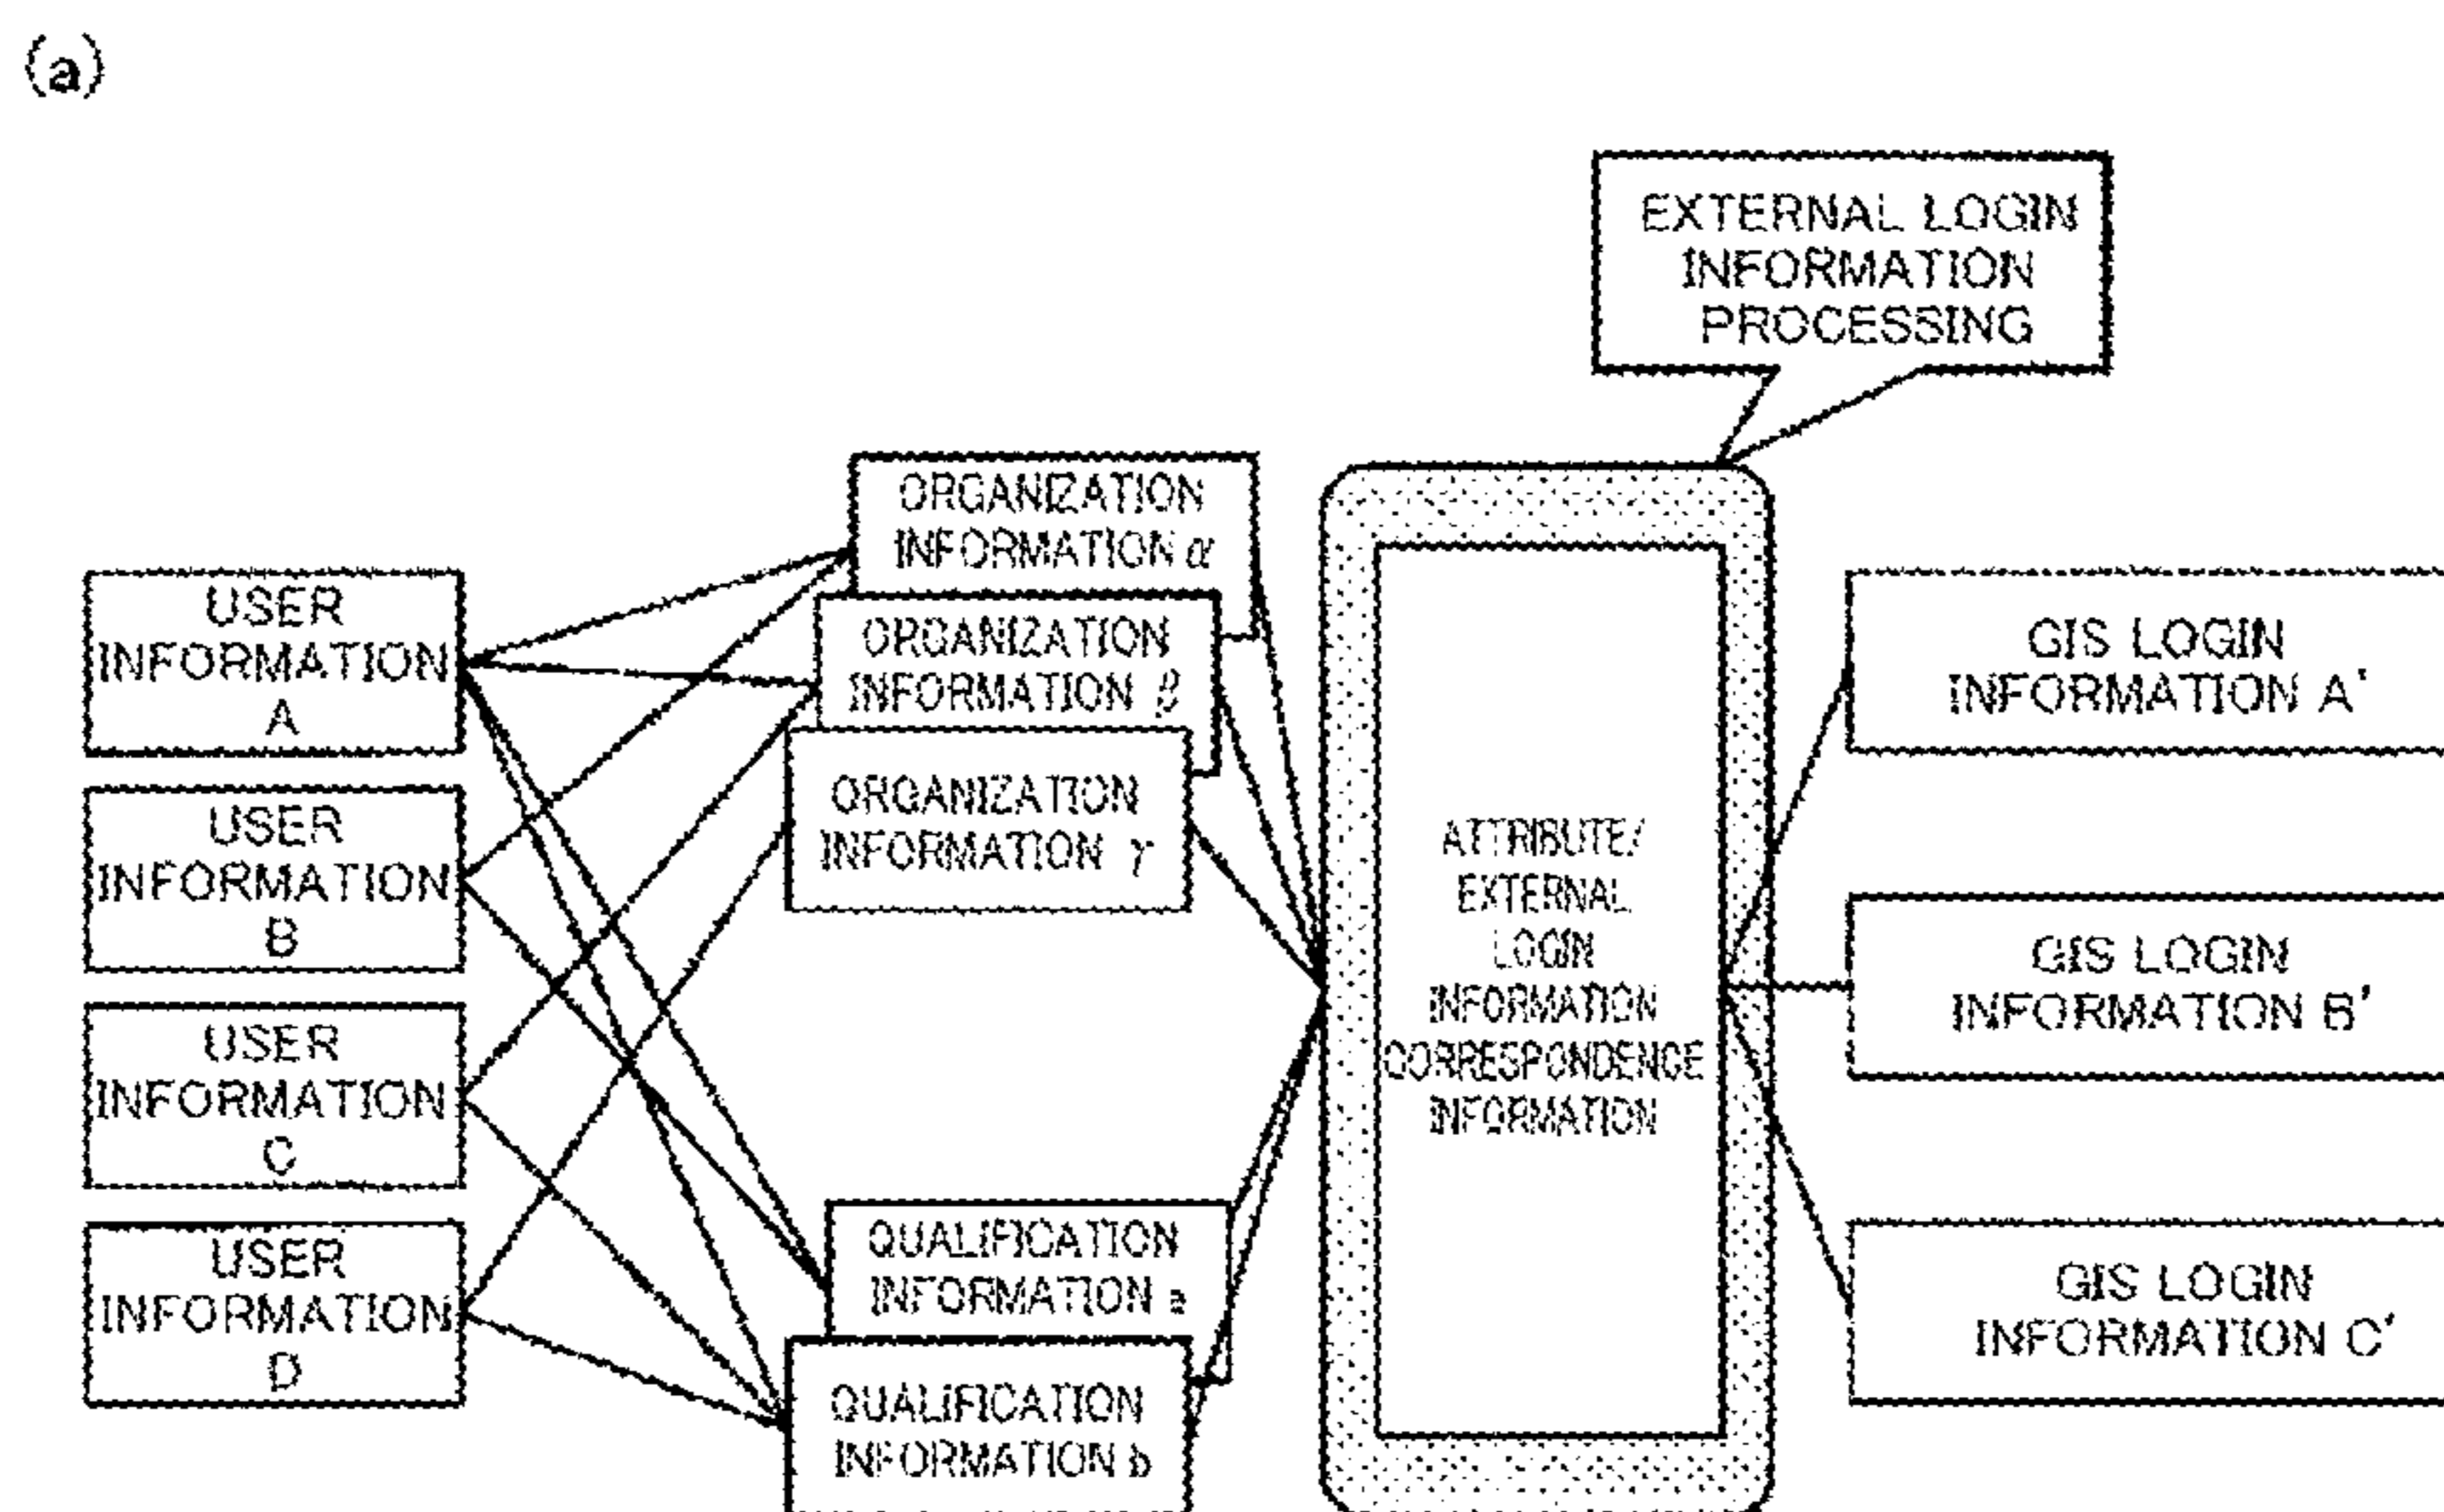 (a)
EXTERNAL LOGIN
INFORMATION
PROCESSING
ORGANIZATION
INFORMATION α
ORGANIZATION
INFORMATION β
ORGANIZATION
INFORMATION γ
USER
INFORMATION
A
USER
INFORMATION
B
USER
INFORMATION
C
USER
INFORMATION
D
QUALIFICATION
INFORMATION a
QUALIFICATION
INFORMATION b
ATTRIBUTE/
EXTERNAL
LOGIN
INFORMATION
CORRESPONDENCE
INFORMATION
GIS LOGIN
INFORMATION A'
GIS LOGIN
INFORMATION B'
GIS LOGIN
INFORMATION C'